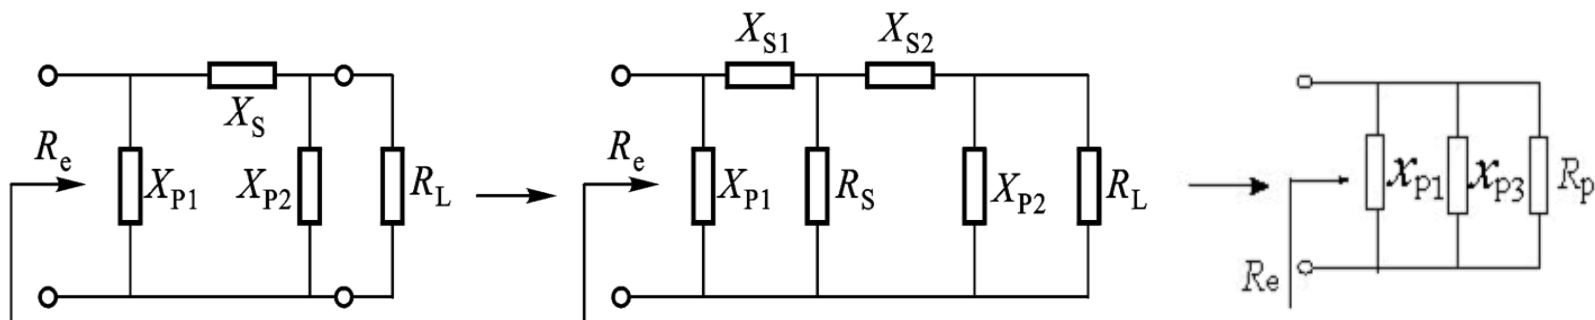 X_S
R_e
X_P1
X_P2
R_L
X_S1
X_S2
R_e
X_P1
R_S
X_P2
R_L
x_p1
x_p3
R_p
R_e